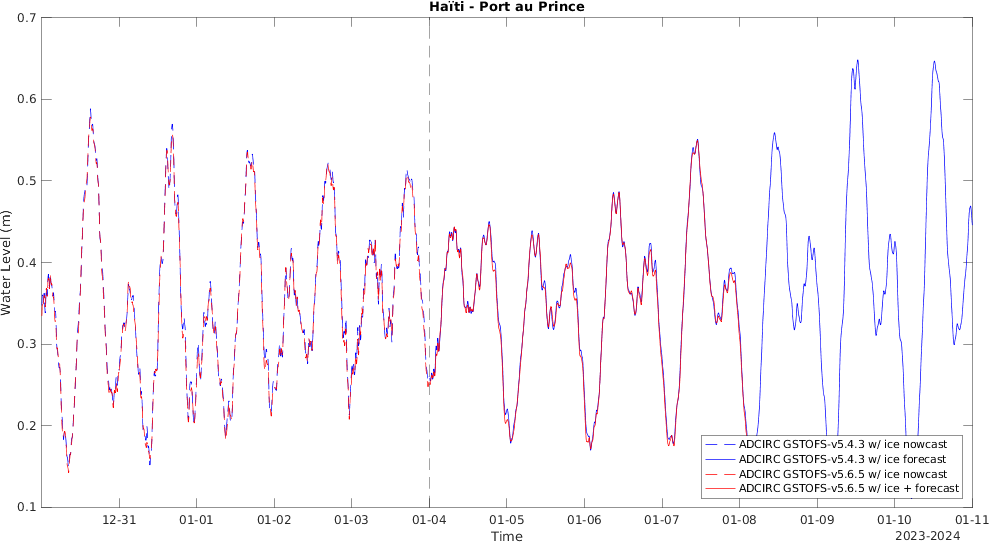 Haïti - Port au Prince
Water Level (m)
0.7
0.6
0.5
0.4
0.3
0.2
0.1
12-31 01-01 01-02 01-03 01-04 01-05 01-06 01-07 01-08 01-09 01-10 01-11
Time
2023-2024
ADCIRC GSTOFS-v5.4.3 w/ ice nowcast
ADCIRC GSTOFS-v5.4.3 w/ ice forecast
ADCIRC GSTOFS-v5.6.5 w/ ice nowcast
ADCIRC GSTOFS-v5.6.5 w/ ice + forecast